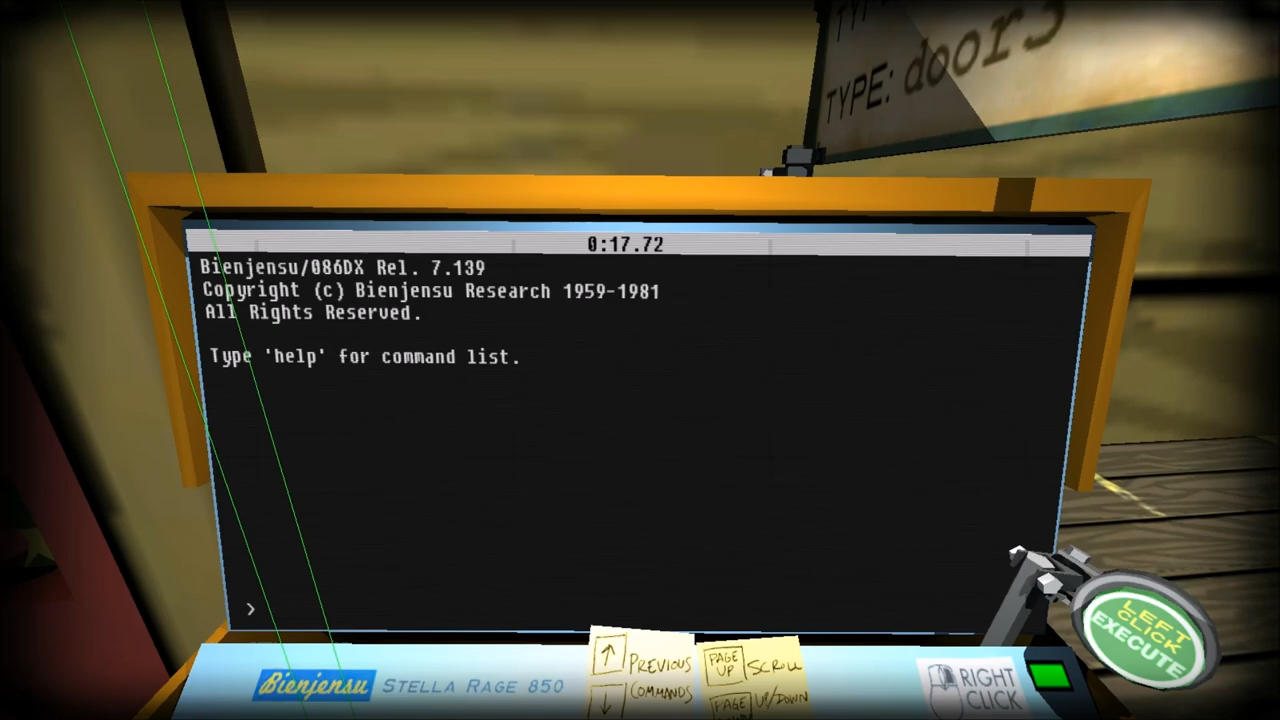 TYPE: door3
0:17.72
Bienjensu/086DX Rel. 7.139
Copyright (c) Bienjensu Research 1959-1981
All Rights Reserved.
Type 'help' for command list.
>
LEFT
CLICK
EXECUTE
Bienjensu STELLA RAGE 850
↑ PREVIOUS
↓ COMMANDS
PAGE
UP SCROLL
PAGE UP/DOWN
RIGHT
CLICK